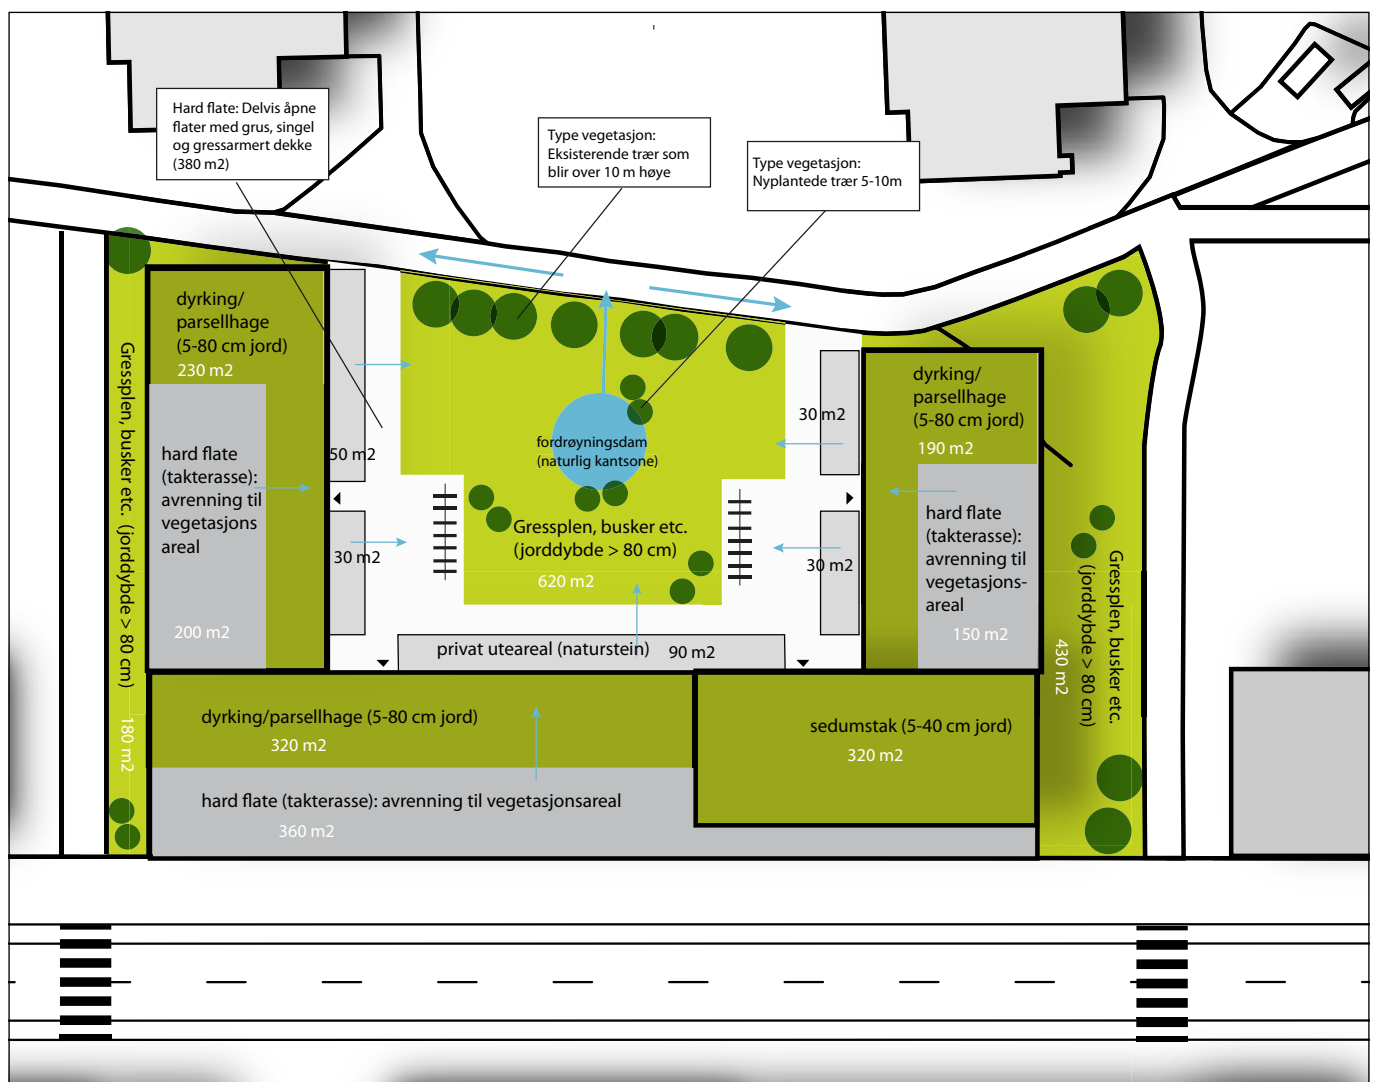 Hard flate: Delvis åpne
flater med grus, singel
og gressarmert dekke
(380 m2)
Type vegetasjon:
Eksisterende trær som
blir over 10 m høye
Type vegetasjon:
Nyplantede trær 5-10m
dyrking/
parsellhage
(5-80 cm jord)
230 m2
Gressplen, busker etc. (jorddybde > 80 cm)
180 m2
hard flate
(takterasse):
avrenning til
vegetasjons
areal
200 m2
50 m2
30 m2
fordrøyningsdam
(naturlig kantsone)
Gressplen, busker etc.
(jorddybde > 80 cm)
620 m2
30 m2
30 m2
dyrking/
parsellhage
(5-80 cm jord)
190 m2
hard flate
(takterasse):
avrenning til
vegetasjons-
areal
150 m2
Gressplen, busker etc.
(jorddybde > 80 cm)
430 m2
privat uteareal (naturstein) 90 m2
dyrking/parsellhage (5-80 cm jord)
320 m2
sedumstak (5-40 cm jord)
320 m2
hard flate (takterasse): avrenning til vegetasjonsareal
360 m2